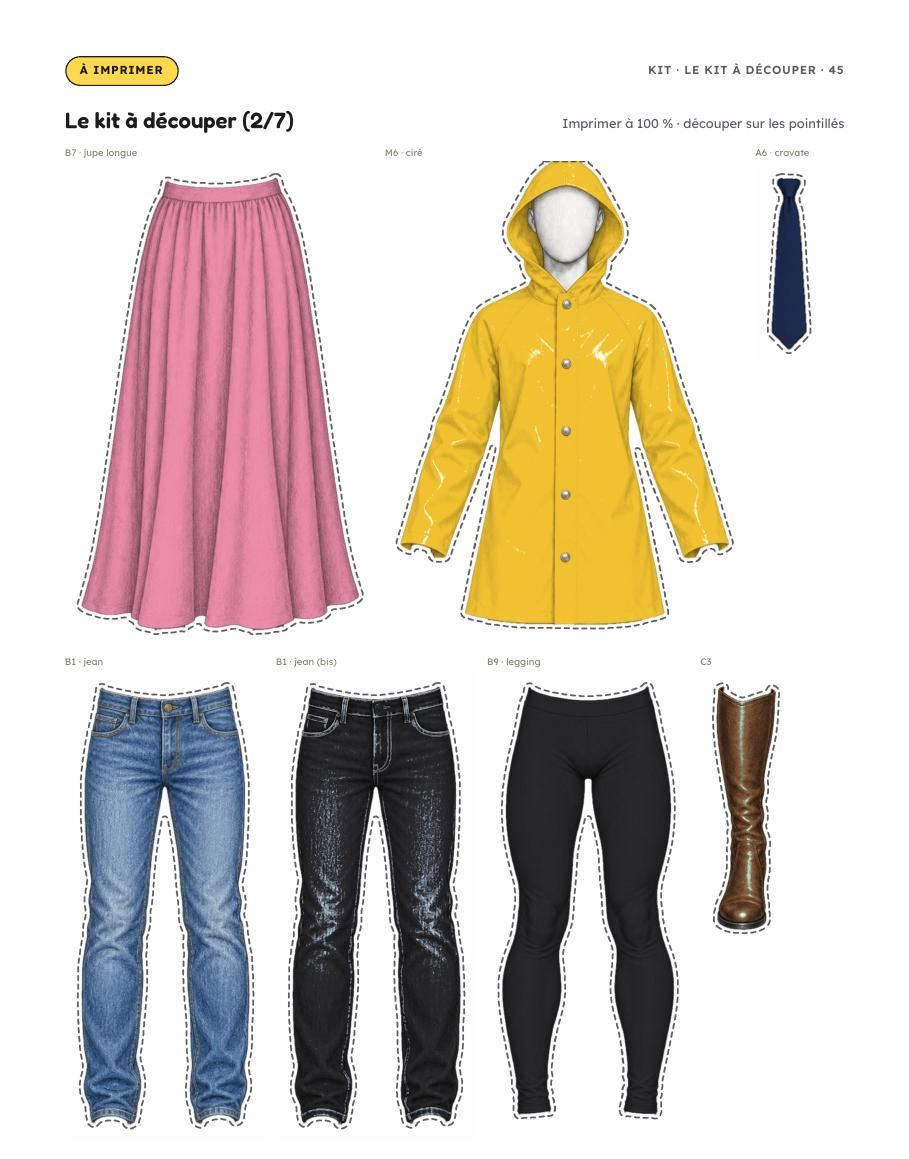 À IMPRIMER
KIT · LE KIT À DÉCOUPER · 45
Le kit à découper (2/7)
Imprimer à 100 % · découper sur les pointillés
B7 · jupe longue
M6 · ciré
A6 · cravate
B1 · jean
B1 · jean (bis)
B9 · legging
C3